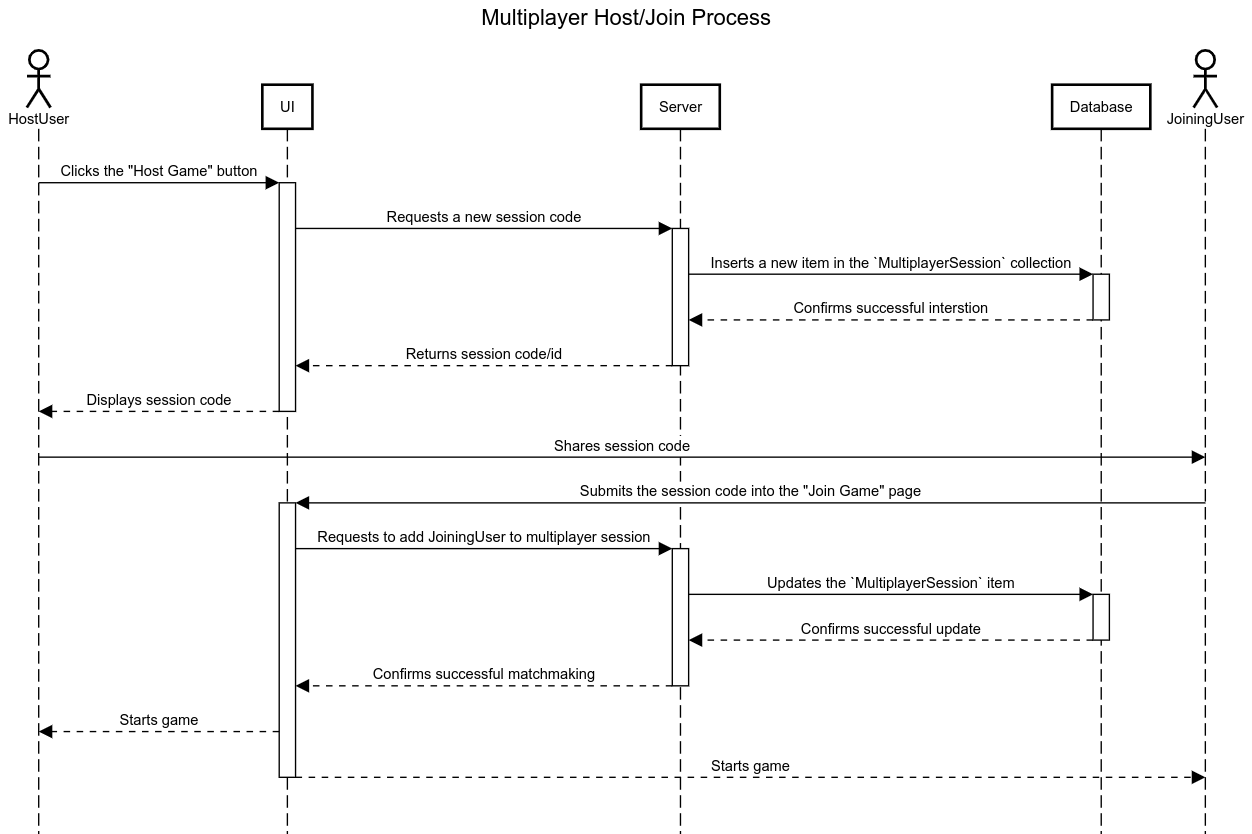 Multiplayer Host/Join Process
HostUser
UI
Server
Database
JoiningUser
Clicks the "Host Game" button
Requests a new session code
Inserts a new item in the `MultiplayerSession` collection
Confirms successful interstion
Returns session code/id
Displays session code
Shares session code
Submits the session code into the "Join Game" page
Requests to add JoiningUser to multiplayer session
Updates the `MultiplayerSession` item
Confirms successful update
Confirms successful matchmaking
Starts game
Starts game